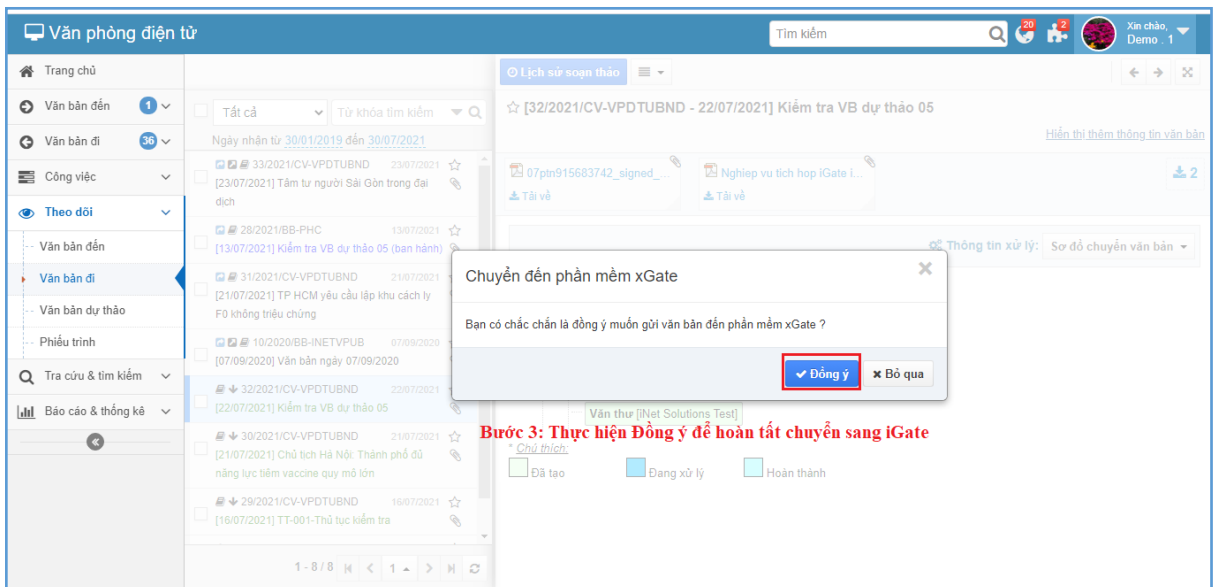 Văn phòng điện tử
Tìm kiếm
20
2
Xin chào,
Demo . 1
Trang chủ
Văn bản đến 1
Văn bản đi 36
Công việc
Theo dõi
Văn bản đến
Văn bản đi
Văn bản dự thảo
Phiếu trình
Tra cứu & tìm kiếm
Báo cáo & thống kê
Tất cả
Từ khóa tìm kiếm
Ngày nhận từ 30/01/2019 đến 30/07/2021
33/2021/CV-VPDTUBND 23/07/2021
[23/07/2021] Tâm tư người Sài Gòn trong đại
dịch
28/2021/BB-PHC 13/07/2021
[13/07/2021] Kiểm tra VB dự thảo 05 (ban hành)
31/2021/CV-VPDTUBND 21/07/2021
[21/07/2021] TP HCM yêu cầu lập khu cách ly
F0 không triệu chứng
10/2020/BB-INETVPUB 07/09/2020
[07/09/2020] Văn bản ngày 07/09/2020
32/2021/CV-VPDTUBND 22/07/2021
[22/07/2021] Kiểm tra VB dự thảo 05
30/2021/CV-VPDTUBND 21/07/2021
[21/07/2021] Chủ tịch Hà Nội: Thành phố đủ
năng lực tiêm vaccine quy mô lớn
29/2021/CV-VPDTUBND 16/07/2021
[16/07/2021] TT-001-Thủ tục kiểm tra
1 - 8 / 8
1
Lịch sử soạn thảo
[32/2021/CV-VPDTUBND - 22/07/2021] Kiểm tra VB dự thảo 05
Hiển thị thêm thông tin văn bản
07ptn915683742_signed_...
Tải về
Nghiep vu tich hop iGate i...
Tải về
2
Thông tin xử lý: Sơ đồ chuyển văn bản
Chuyển đến phần mềm xGate
Bạn có chắc chắn là đồng ý muốn gửi văn bản đến phần mềm xGate ?
Đồng ý
Bỏ qua
Văn thư [iNet Solutions Test]
Bước 3: Thực hiện Đồng ý để hoàn tất chuyển sang iGate
* Chú thích:
Đã tạo
Đang xử lý
Hoàn thành